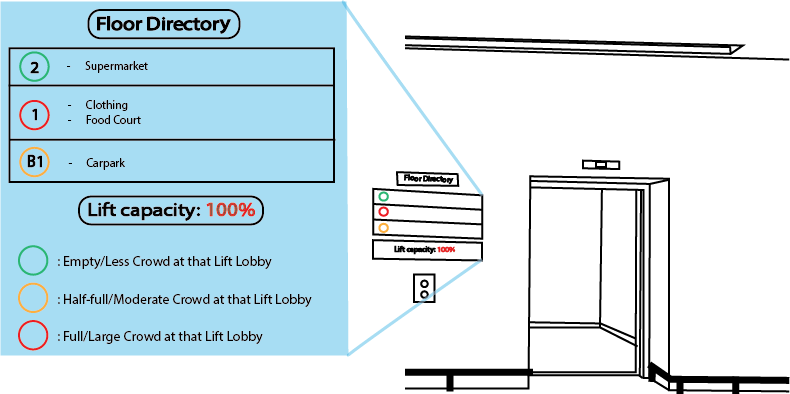 Floor Directory
2 - Supermarket
1 - Clothing
- Food Court
B1 - Carpark
Lift capacity: 100%
: Empty/Less Crowd at that Lift Lobby
: Half-full/Moderate Crowd at that Lift Lobby
: Full/Large Crowd at that Lift Lobby
Floor Directory
Lift capacity: 100%